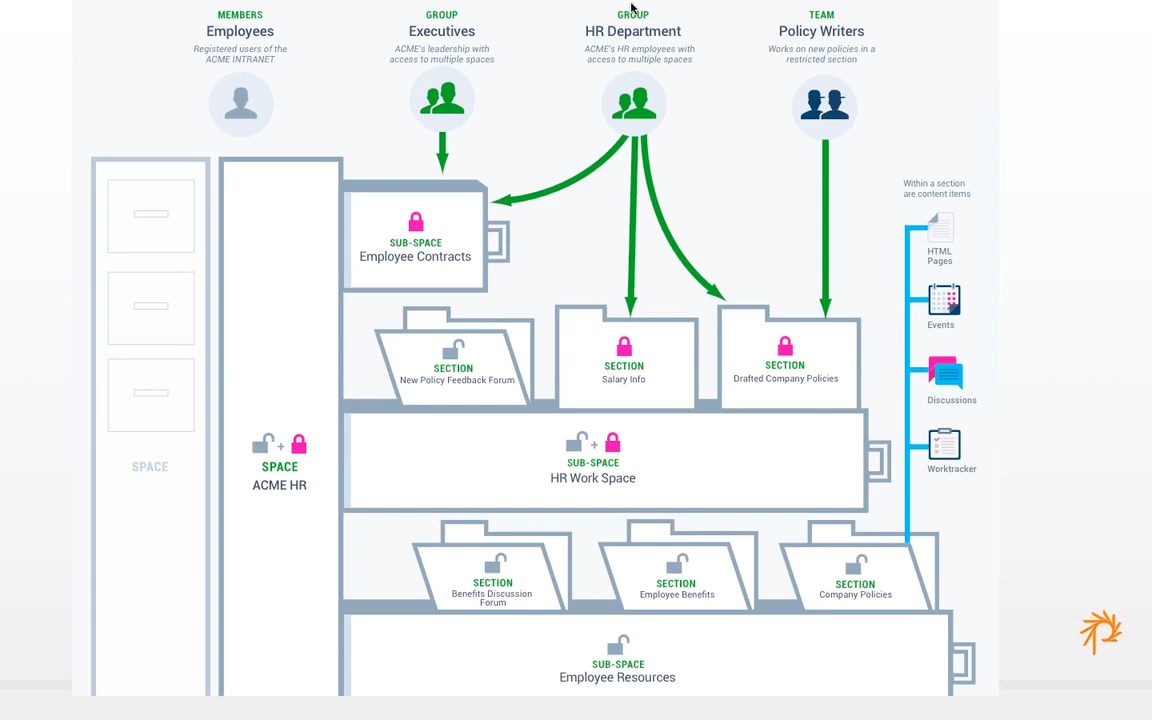 MEMBERS
Employees
Registered users of the
ACME INTRANET
GROUP
Executives
ACME's leadership with
access to multiple spaces
GROUP
HR Department
ACME's HR employees with
access to multiple spaces
TEAM
Policy Writers
Works on new policies in a
restricted section
Within a section
are content items
HTML
Pages
Events
Discussions
Worktracker
SUB-SPACE
Employee Contracts
SECTION
New Policy Feedback Forum
SECTION
Salary Info
SECTION
Drafted Company Policies
SPACE
+
SPACE
ACME HR
+
SUB-SPACE
HR Work Space
SECTION
Benefits Discussion
Forum
SECTION
Employee Benefits
SECTION
Company Policies
SUB-SPACE
Employee Resources